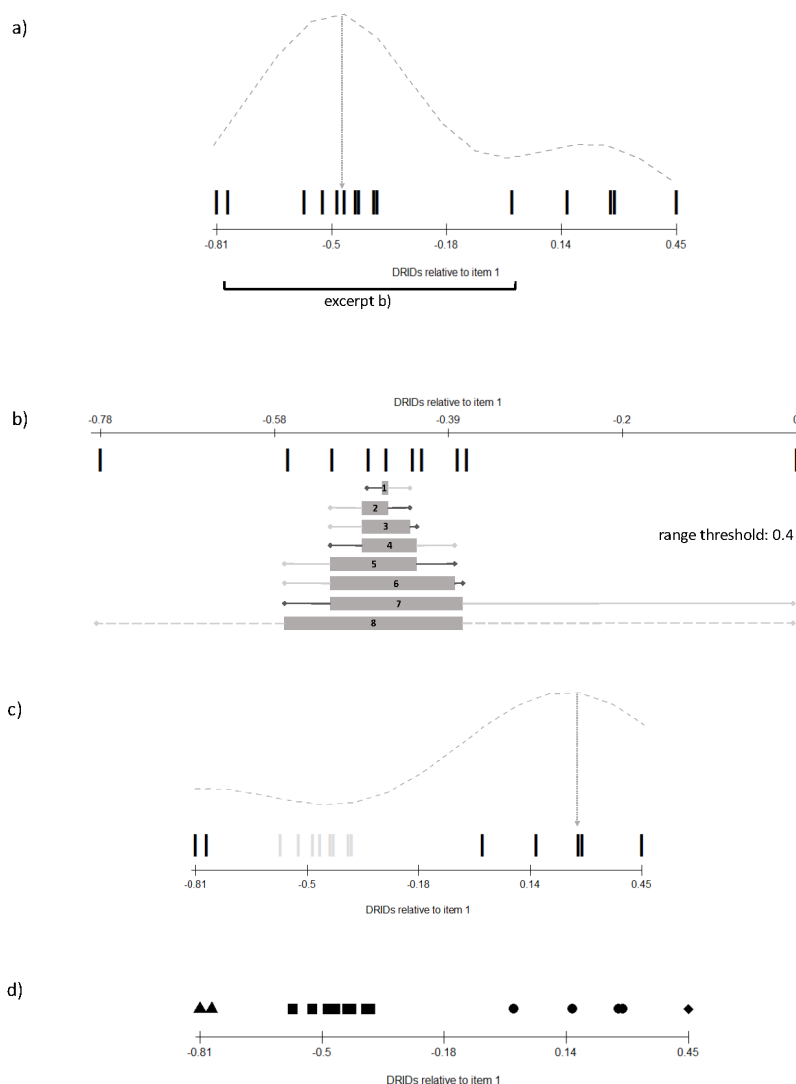 a)
-0.81 -0.5 -0.18 0.14 0.45
DRIDs relative to item 1
excerpt b)
b)
DRIDs relative to item 1
-0.78 -0.58 -0.39 -0.2 0
1
2
3
range threshold: 0.4
4
5
6
7
8
c)
-0.81 -0.5 -0.18 0.14 0.45
DRIDs relative to item 1
d)
-0.81 -0.5 -0.18 0.14 0.45
DRIDs relative to item 1